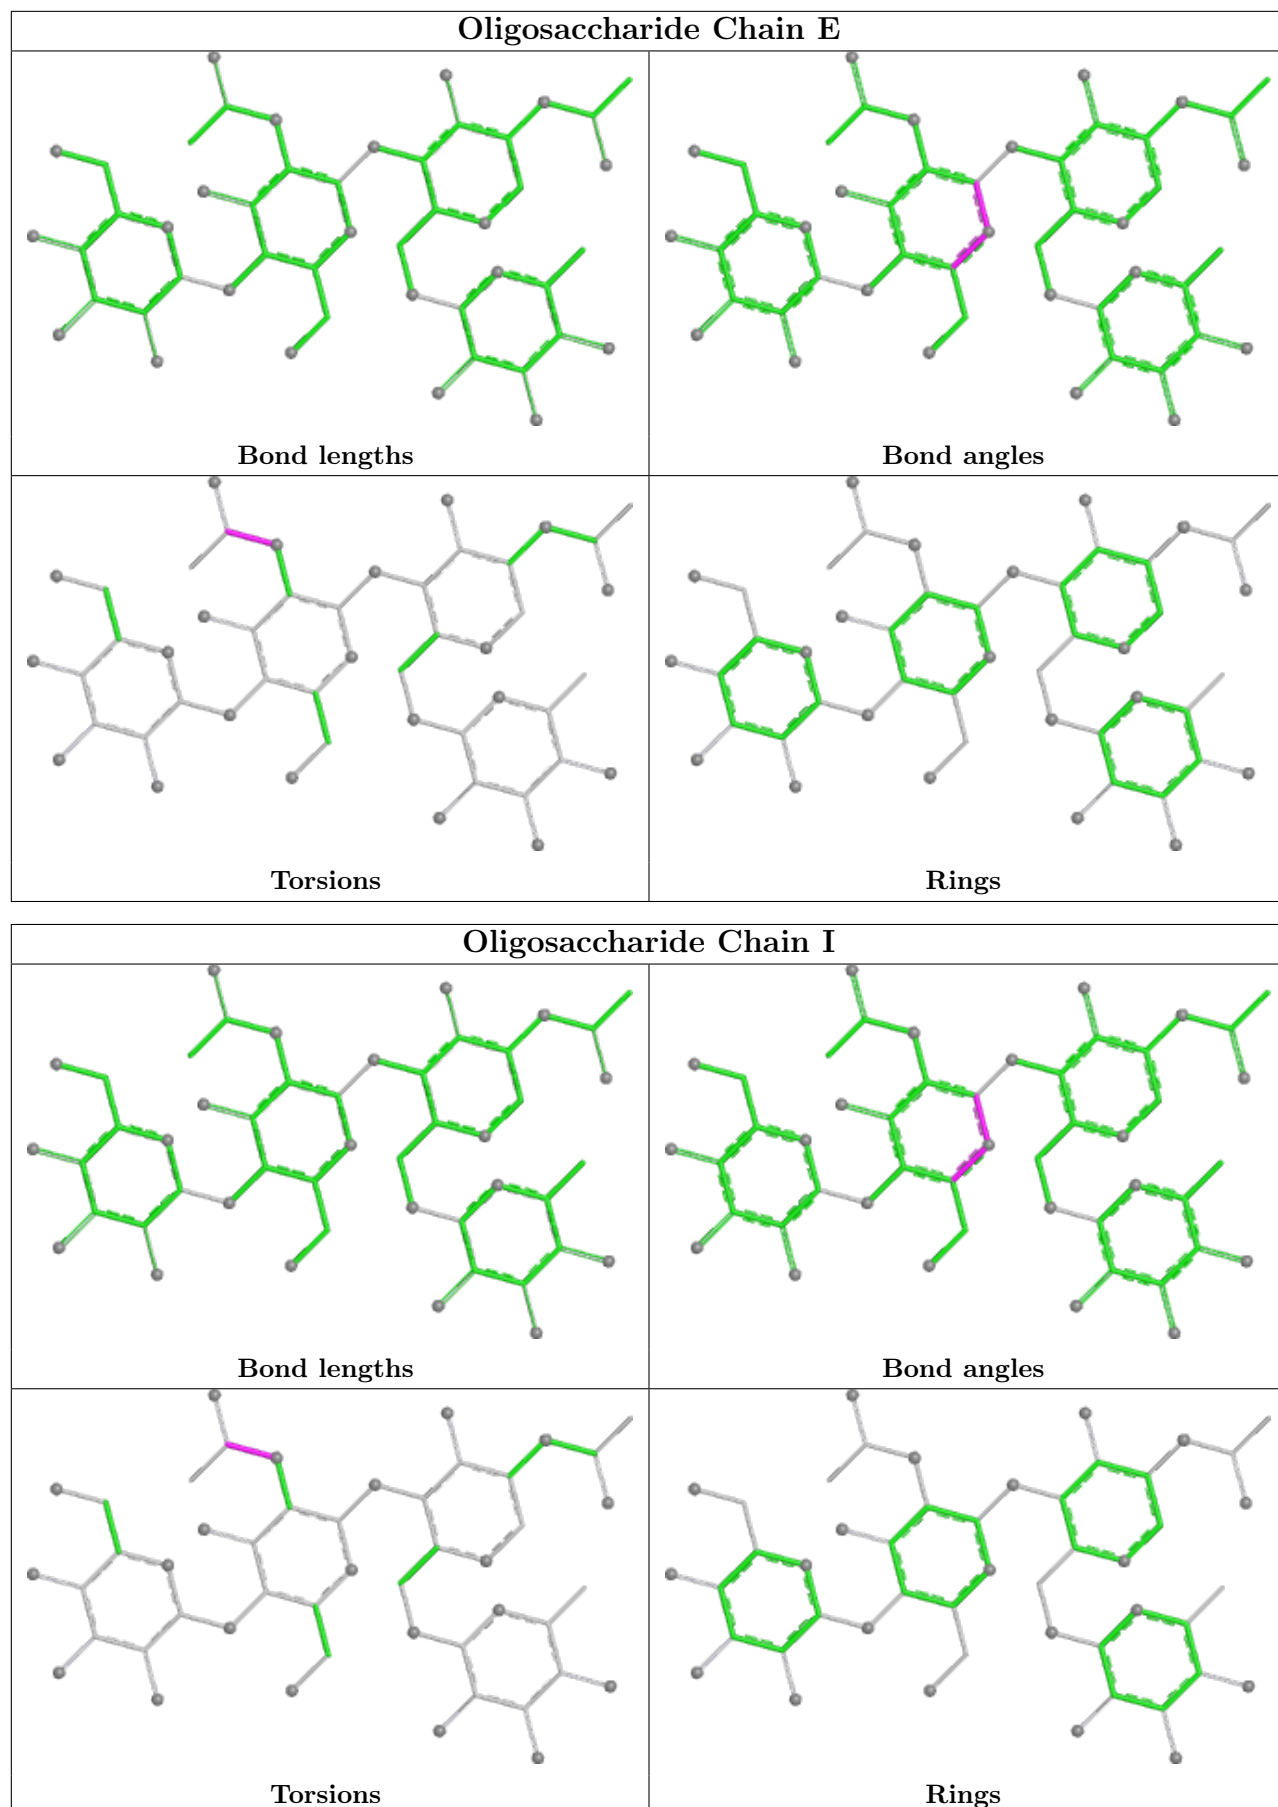 Oligosaccharide Chain E
Bond lengths
Bond angles
Torsions
Rings
Oligosaccharide Chain I
Bond lengths
Bond angles
Torsions
Rings